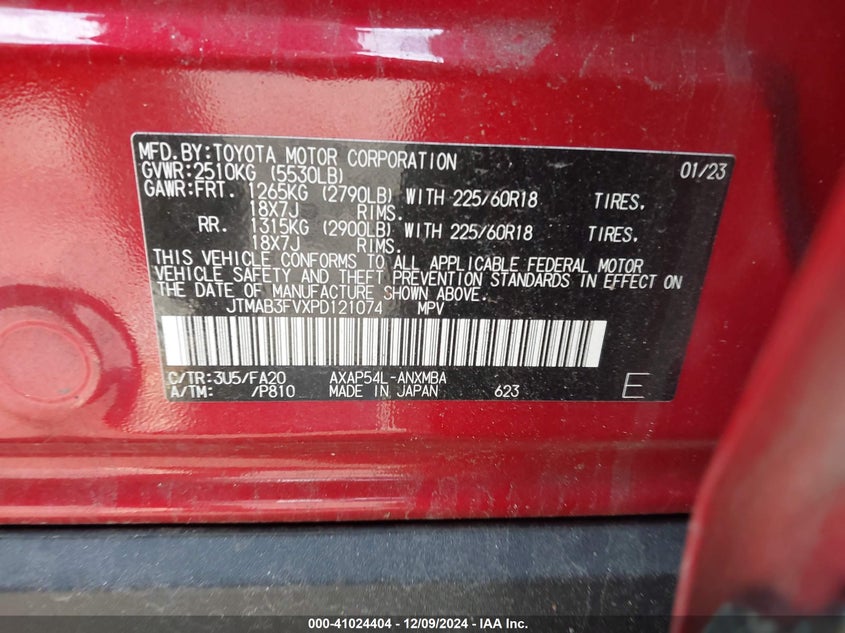 MFD.BY:TOYOTA MOTOR CORPORATION 01/23
GVWR:2510KG (5530LB)
GAWR:FRT. 1265KG (2790LB) WITH 225/60R18 TIRES.
18X7J RIMS.
RR. 1315KG (2900LB) WITH 225/60R18 TIRES.
18X7J RIMS.
THIS VEHICLE CONFORMS TO ALL APPLICABLE FEDERAL MOTOR
VEHICLE SAFETY AND THEFT PREVENTION STANDARDS IN EFFECT ON
THE DATE OF MANUFACTURE SHOWN ABOVE.
JTMAB3FVXPD121074 MPV
C/TR:3U5/FA20 AXAP54L-ANXMBA
A/TM: /P810 MADE IN JAPAN 623 E
000-41024404 - 12/09/2024 - IAA Inc.